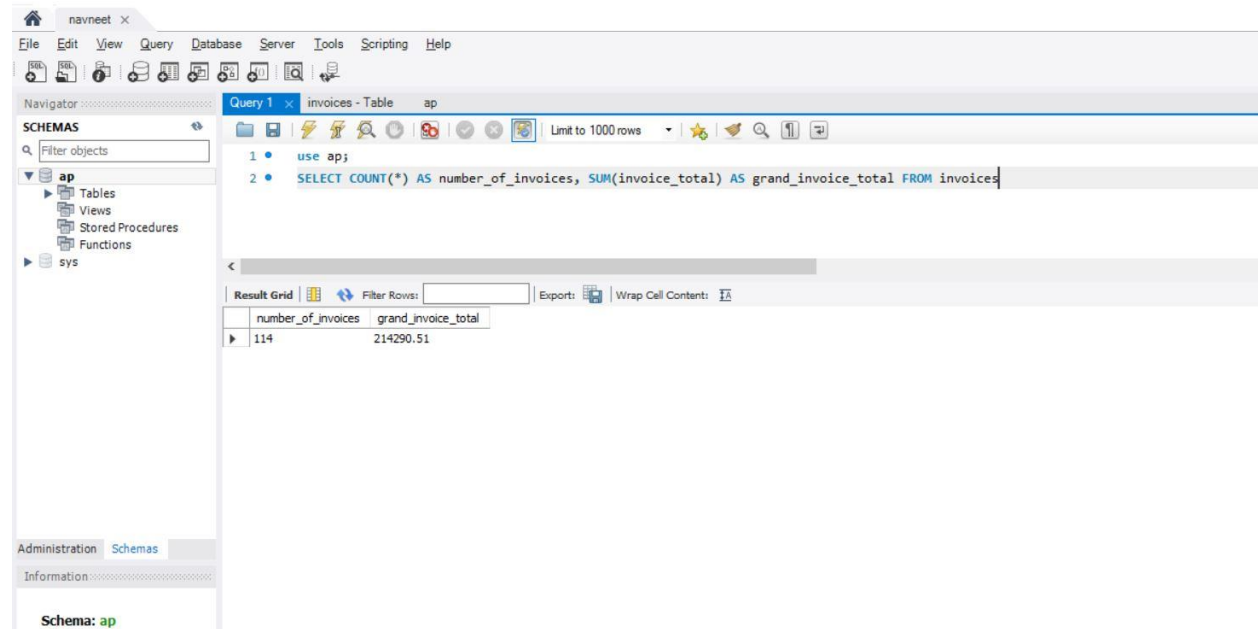 navneet ×
File Edit View Query Database Server Tools Scripting Help
Navigator
SCHEMAS
Filter objects
ap
Tables
Views
Stored Procedures
Functions
sys
Administration Schemas
Information
Schema: ap
Query 1 × invoices - Table ap
Limit to 1000 rows
1 use ap;
2 SELECT COUNT(*) AS number_of_invoices, SUM(invoice_total) AS grand_invoice_total FROM invoices
Result Grid Filter Rows: Export: Wrap Cell Content:
number_of_invoices grand_invoice_total
114 214290.51